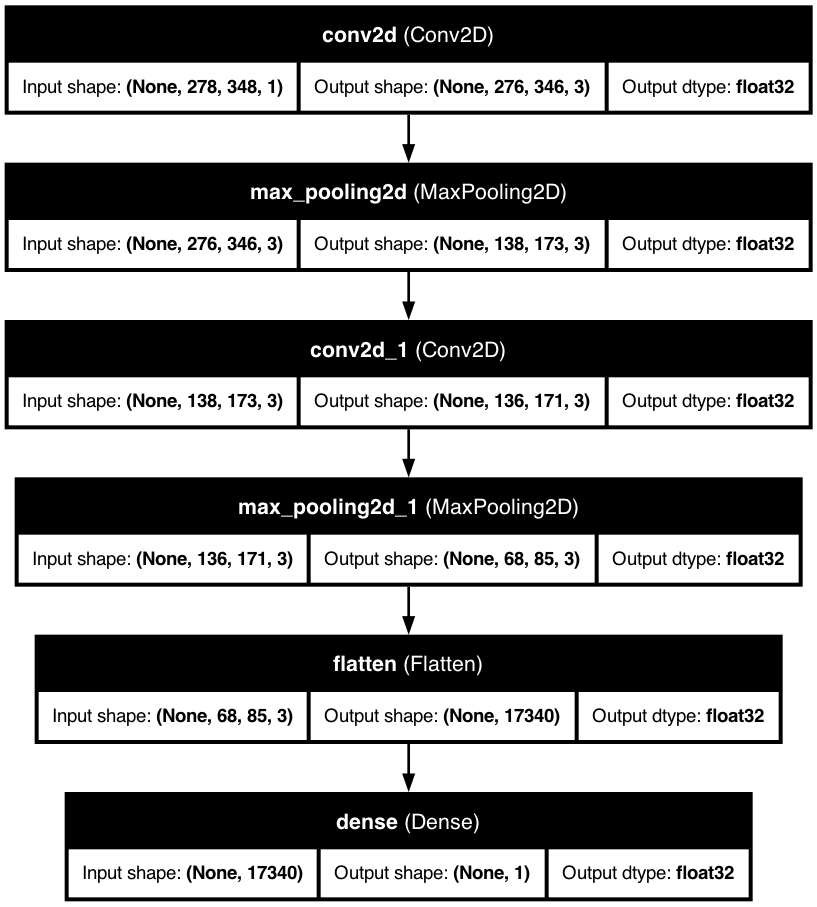 conv2d (Conv2D)
Input shape: (None, 278, 348, 1) Output shape: (None, 276, 346, 3) Output dtype: float32
max_pooling2d (MaxPooling2D)
Input shape: (None, 276, 346, 3) Output shape: (None, 138, 173, 3) Output dtype: float32
conv2d_1 (Conv2D)
Input shape: (None, 138, 173, 3) Output shape: (None, 136, 171, 3) Output dtype: float32
max_pooling2d_1 (MaxPooling2D)
Input shape: (None, 136, 171, 3) Output shape: (None, 68, 85, 3) Output dtype: float32
flatten (Flatten)
Input shape: (None, 68, 85, 3) Output shape: (None, 17340) Output dtype: float32
dense (Dense)
Input shape: (None, 17340) Output shape: (None, 1) Output dtype: float32